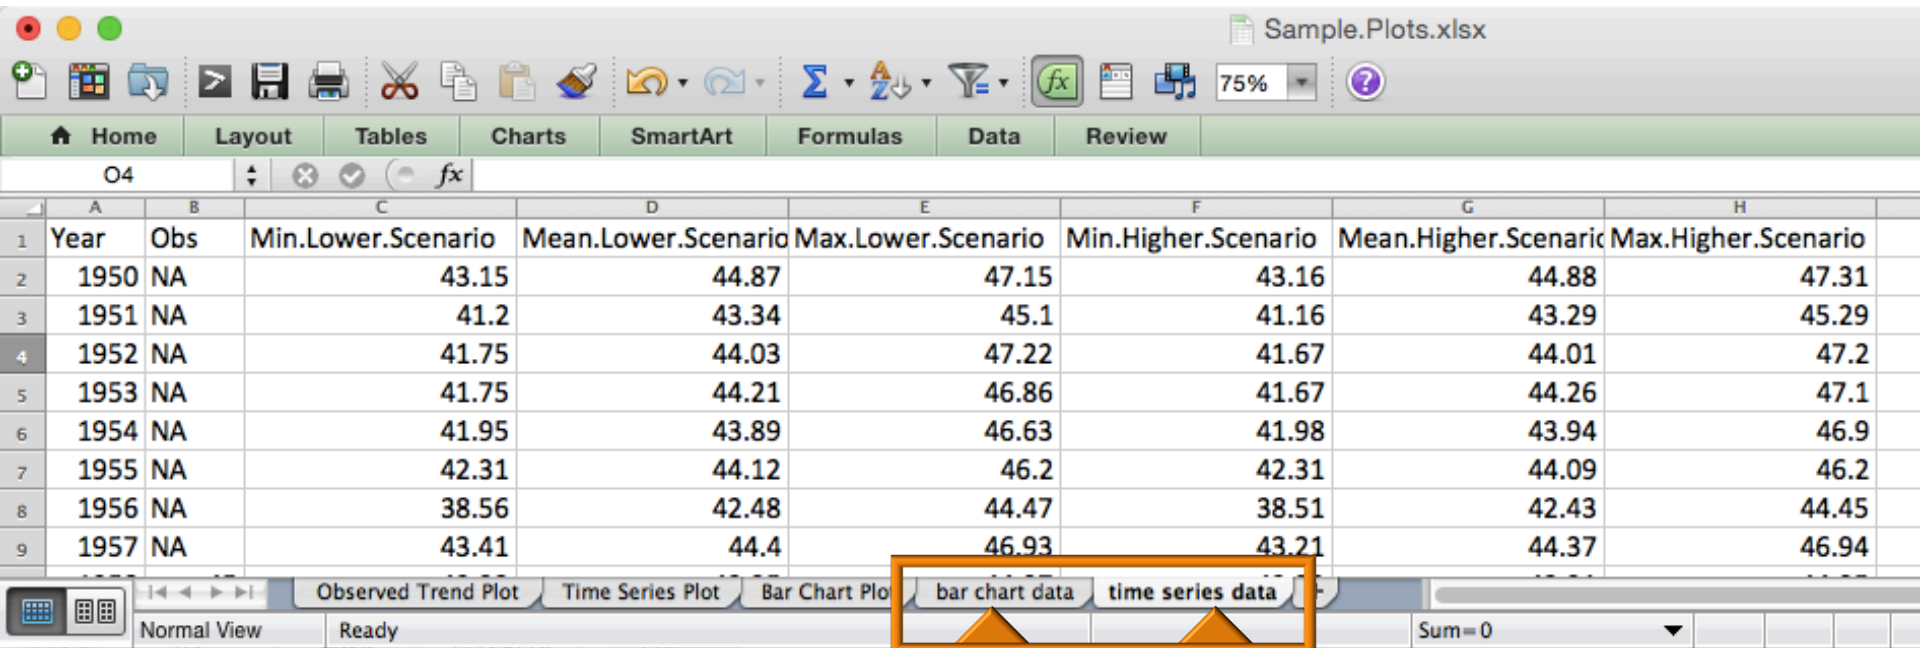 Sample.Plots.xlsx
75%
Home Layout Tables Charts SmartArt Formulas Data Review
O4 fx
A B C D E F G H
1 Year Obs Min.Lower.Scenario Mean.Lower.Scenario Max.Lower.Scenario Min.Higher.Scenario Mean.Higher.Scenaric Max.Higher.Scenario
2 1950 NA 43.15 44.87 47.15 43.16 44.88 47.31
3 1951 NA 41.2 43.34 45.1 41.16 43.29 45.29
4 1952 NA 41.75 44.03 47.22 41.67 44.01 47.2
5 1953 NA 41.75 44.21 46.86 41.67 44.26 47.1
6 1954 NA 41.95 43.89 46.63 41.98 43.94 46.9
7 1955 NA 42.31 44.12 46.2 42.31 44.09 46.2
8 1956 NA 38.56 42.48 44.47 38.51 42.43 44.45
9 1957 NA 43.41 44.4 46.93 43.21 44.37 46.94
Observed Trend Plot Time Series Plot Bar Chart Plo bar chart data time series data
Normal View Ready Sum=0